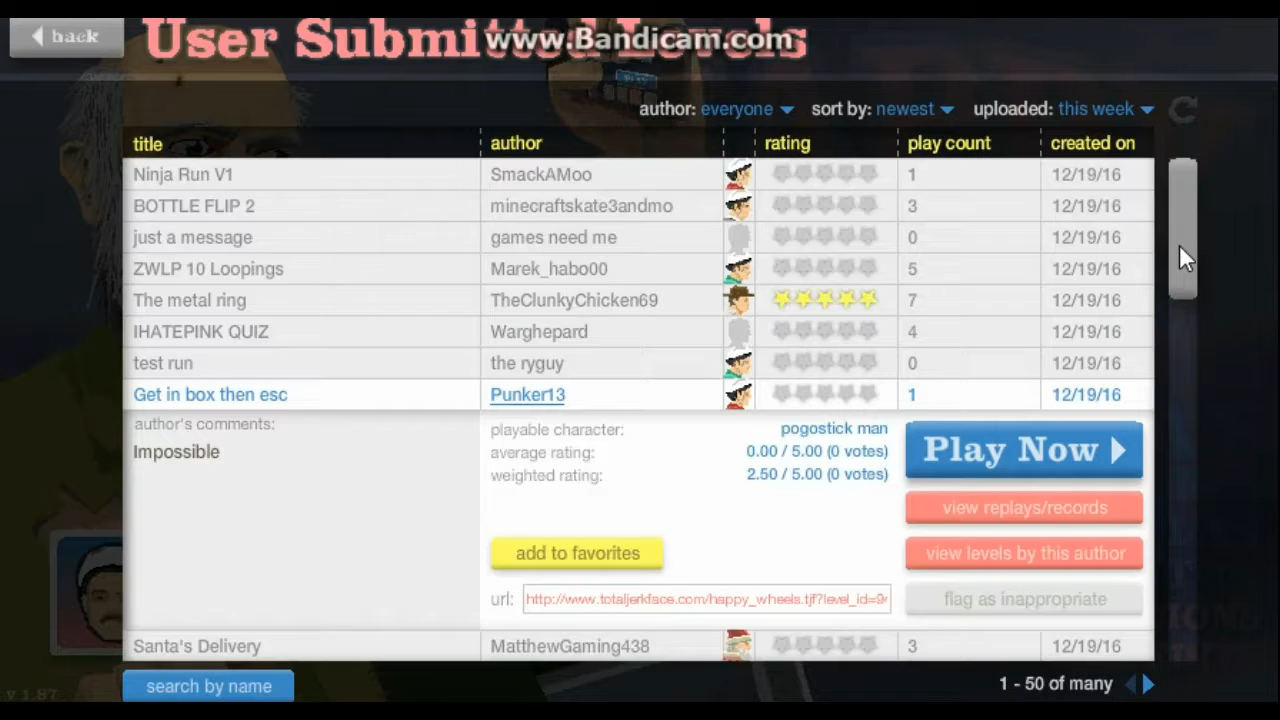 back
User Submitted Levels
www.Bandicam.com
author: everyone sort by: newest uploaded: this week
title author rating play count created on
Ninja Run V1 SmackAMoo 1 12/19/16
BOTTLE FLIP 2 minecraftskate3andmo 3 12/19/16
just a message games need me 0 12/19/16
ZWLP 10 Loopings Marek_habo00 5 12/19/16
The metal ring TheClunkyChicken69 7 12/19/16
IHATEPINK QUIZ Warghepard 4 12/19/16
test run the ryguy 0 12/19/16
Get in box then esc Punker13 1 12/19/16
author's comments:
Impossible
playable character: pogostick man
average rating: 0.00 / 5.00 (0 votes)
weighted rating: 2.50 / 5.00 (0 votes)
Play Now
view replays/records
add to favorites
view levels by this author
url: http://www.totaljerkface.com/happy_wheels.tjf?level_id=9
flag as inappropriate
Santa's Delivery MatthewGaming438 3 12/19/16
search by name
1 - 50 of many
v 1.87